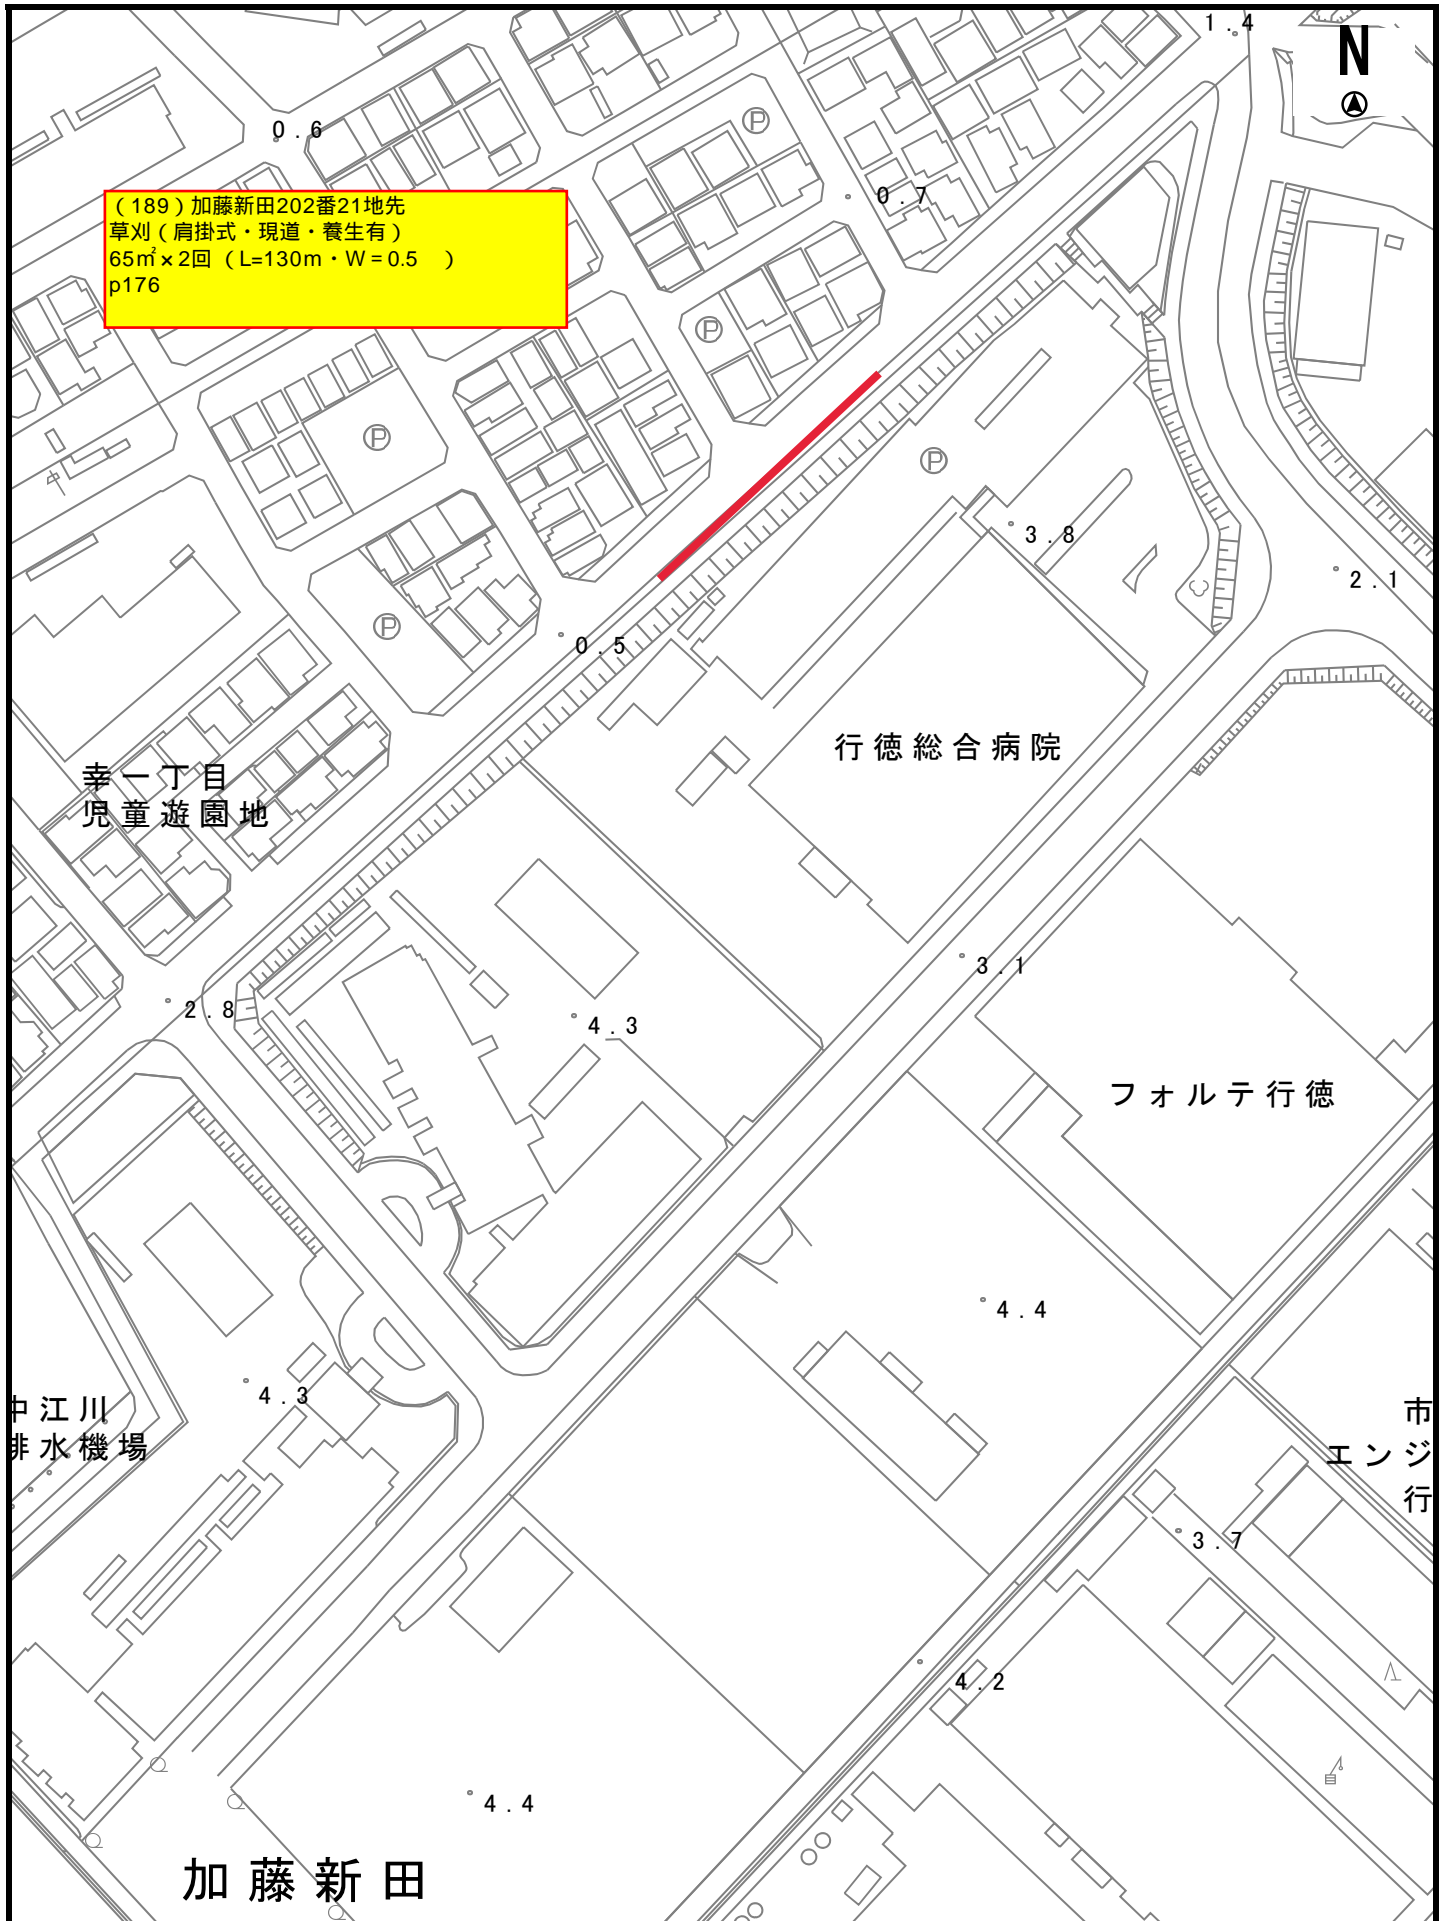 1.4
N
0.6
P
(189)加藤新田202番21地先
草刈(肩掛式・現道・養生有)
65㎡×2回 (L=130m・W=0.5 )
p176
0.7
P
P
P
3.8
2.1
P
0.5
行徳総合病院
幸一丁目
児童遊園地
3.1
2.8
4.3
フォルテ行徳
4.4
4.3
中江川
排水機場
市
エンジ
行
3.7
4.2
4.4
加藤新田